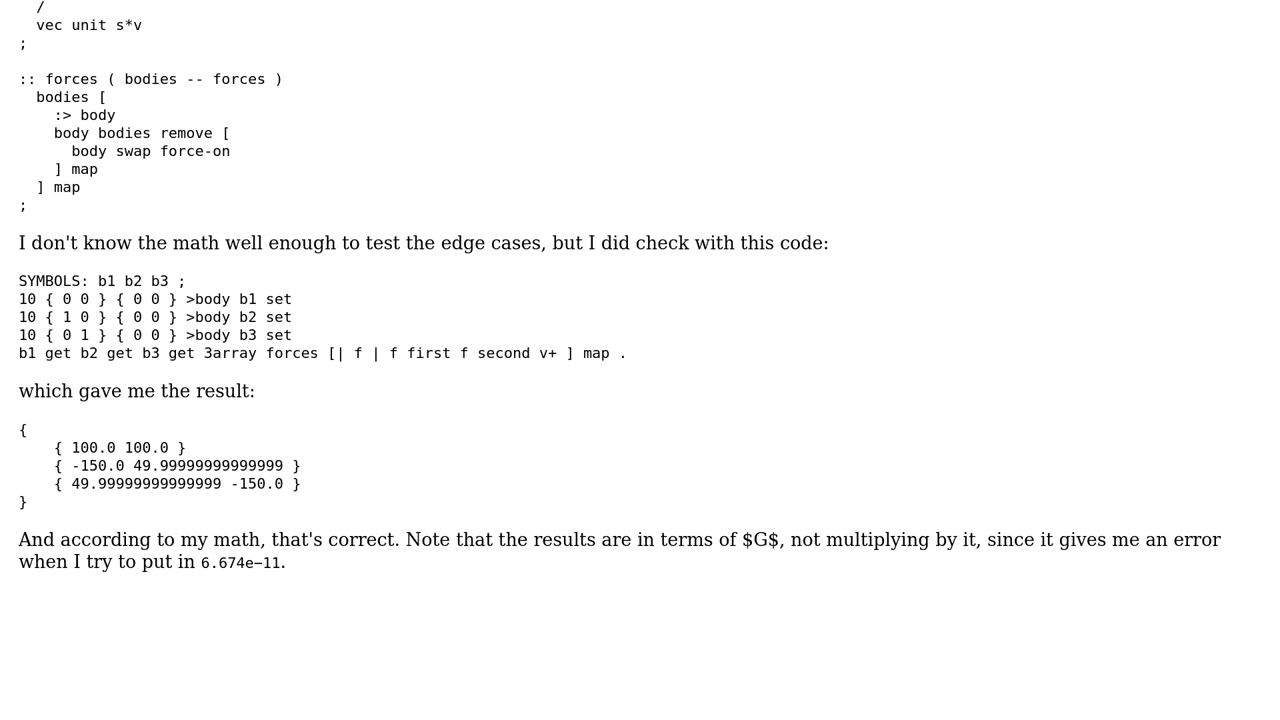 /
vec unit s*v
;
:: forces ( bodies -- forces )
bodies [
:> body
body bodies remove [
body swap force-on
] map
] map
;
I don't know the math well enough to test the edge cases, but I did check with this code:
SYMBOLS: b1 b2 b3 ;
10 { 0 0 } { 0 0 } >body b1 set
10 { 1 0 } { 0 0 } >body b2 set
10 { 0 1 } { 0 0 } >body b3 set
b1 get b2 get b3 get 3array forces [| f | f first f second v+ ] map .
which gave me the result:
{
{ 100.0 100.0 }
{ -150.0 49.99999999999999 }
{ 49.99999999999999 -150.0 }
}
And according to my math, that's correct. Note that the results are in terms of $G$, not multiplying by it, since it gives me an error
when I try to put in 6.674e−11.